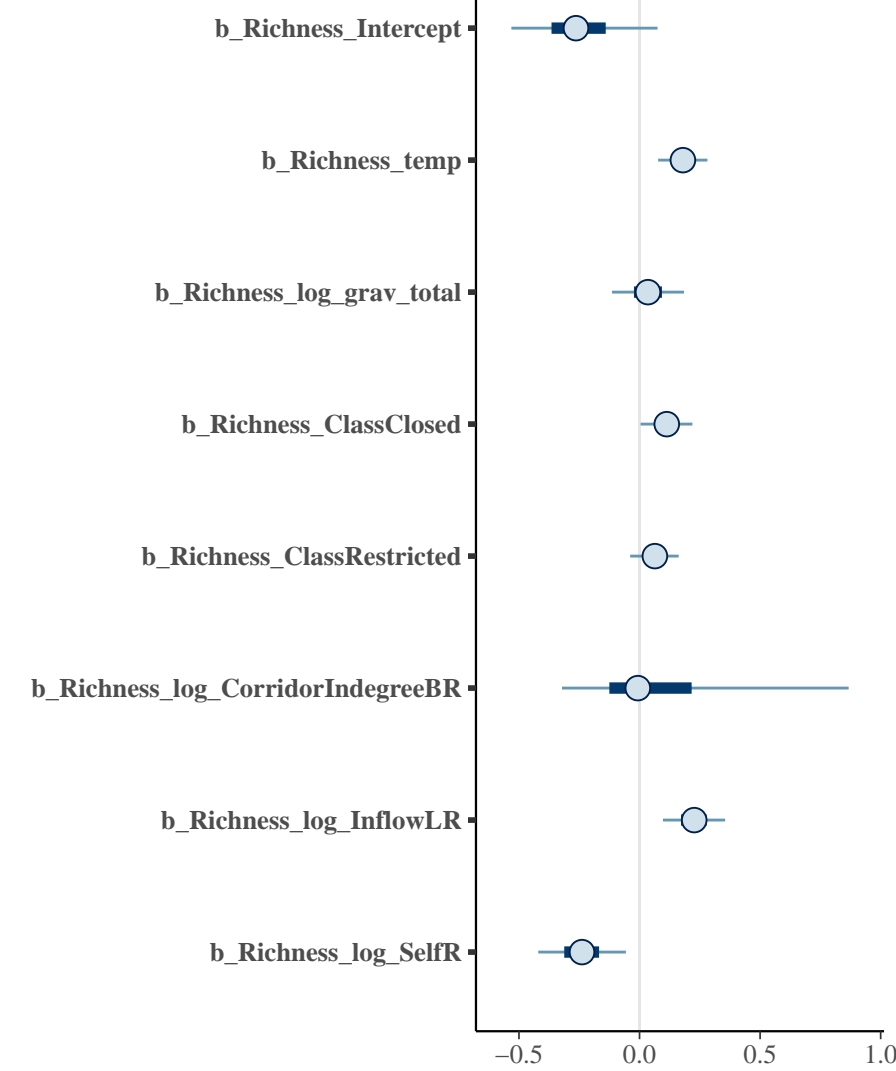 b_Richness_Intercept
b_Richness_temp
b_Richness_log_grav_total
b_Richness_ClassClosed
b_Richness_ClassRestricted
b_Richness_log_CorridorIndegreeBR
b_Richness_log_InflowLR
b_Richness_log_SelfR
−0.5 0.0 0.5 1.0